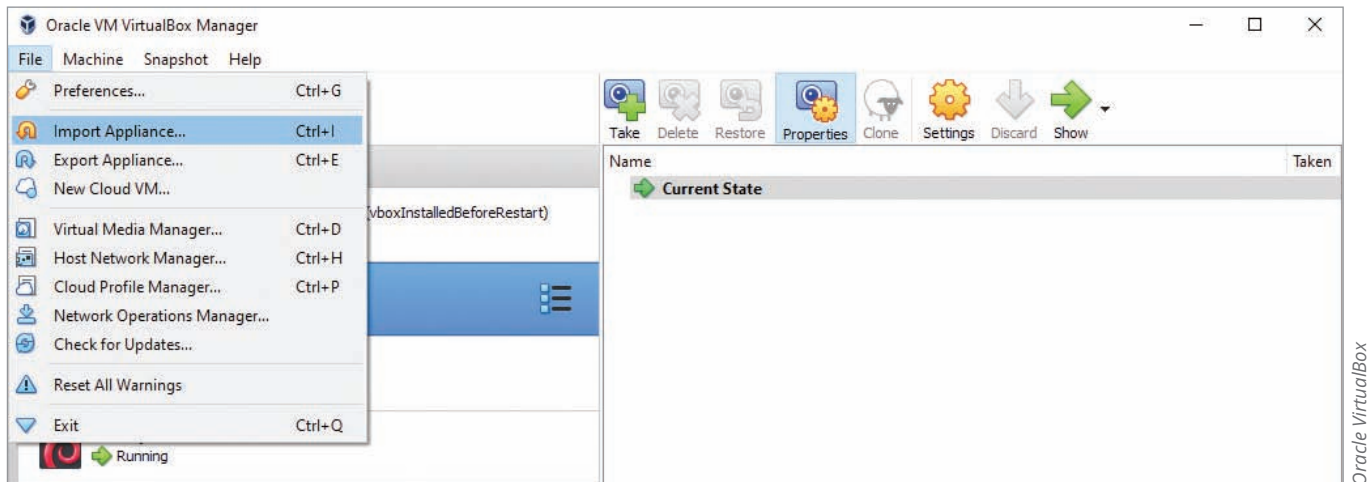 Oracle VM VirtualBox Manager
File Machine Snapshot Help
Preferences... Ctrl+G
Import Appliance... Ctrl+I
Export Appliance... Ctrl+E
New Cloud VM...
Virtual Media Manager... Ctrl+D
Host Network Manager... Ctrl+H
Cloud Profile Manager... Ctrl+P
Network Operations Manager...
Check for Updates...
Reset All Warnings
Exit Ctrl+Q
(vboxInstalledBeforeRestart)
Running
Take Delete Restore Properties Clone Settings Discard Show
Name Taken
Current State
Oracle VirtualBox